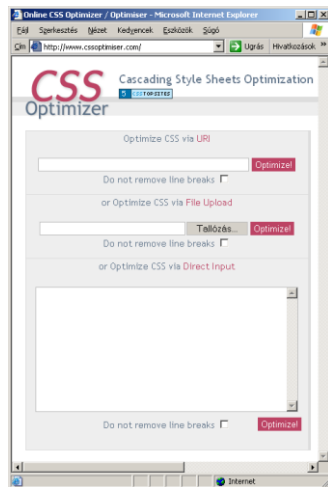 Online CSS Optimizer / Optimiser - Microsoft Internet Explorer
Fájl Szerkesztés Nézet Kedvencek Eszközök Súgó
Cím http://www.cssoptimiser.com/ Ugrás Hivatkozások »
CSS Optimizer
Cascading Style Sheets Optimization
5 CSSTOPSITES
Optimize CSS via URI
Optimize!
Do not remove line breaks
or Optimize CSS via File Upload
Tallózás... Optimize!
Do not remove line breaks
or Optimize CSS via Direct Input
Do not remove line breaks Optimize!
Internet